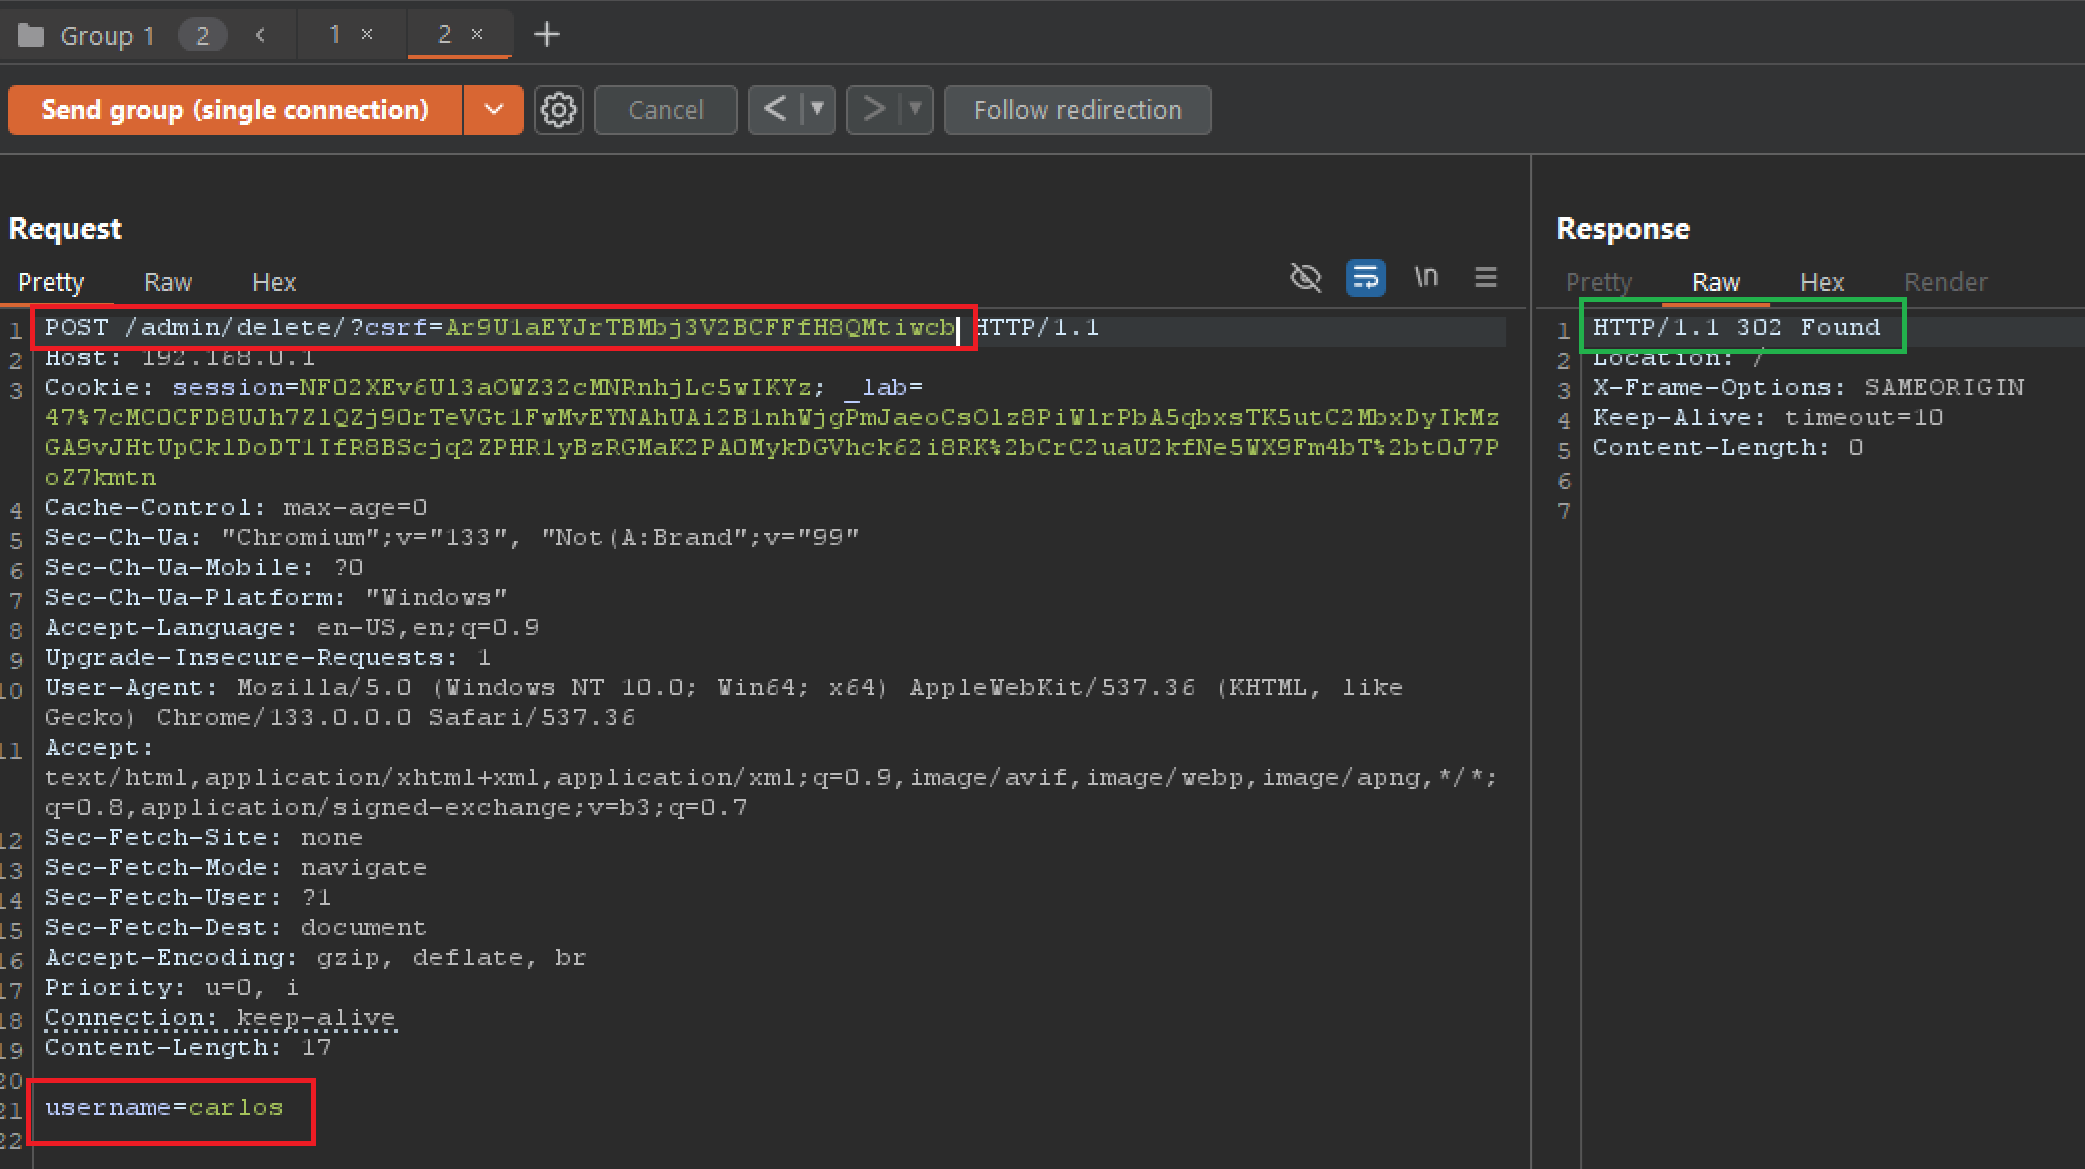 Group 1 2 < 1 × 2 × +
Send group (single connection) Cancel < > Follow redirection
Request
Pretty Raw Hex \n
1 POST /admin/delete/?csrf=Ar9U1aEYJrTBMbj3V2BCFFfH8QMtiwcb HTTP/1.1
2 Host: 192.168.0.1
3 Cookie: session=NFO2XEv6Ul3aOWZ32cMNRnhjLc5wIKYz; _lab=
47%7cMCOCFD8UJh7ZlQZj9OrTeVGt1FwMvEYNAhUAi2B1nhWjgPmJaeoCsOlz8PiWlrPbA5qbxsTK5utC2MbxDyIkMz
GA9vJHtUpCklDoDT1IfR8BScjq2ZPHR1yBzRGMaK2PAOMykDGVhck62i8RK%2bCrC2uaU2kfNe5WX9Fm4bT%2btOJ7P
oZ7kmtn
4 Cache-Control: max-age=0
5 Sec-Ch-Ua: "Chromium";v="133", "Not(A:Brand";v="99"
6 Sec-Ch-Ua-Mobile: ?0
7 Sec-Ch-Ua-Platform: "Windows"
8 Accept-Language: en-US,en;q=0.9
9 Upgrade-Insecure-Requests: 1
10 User-Agent: Mozilla/5.0 (Windows NT 10.0; Win64; x64) AppleWebKit/537.36 (KHTML, like
Gecko) Chrome/133.0.0.0 Safari/537.36
11 Accept:
text/html,application/xhtml+xml,application/xml;q=0.9,image/avif,image/webp,image/apng,*/*;
q=0.8,application/signed-exchange;v=b3;q=0.7
12 Sec-Fetch-Site: none
13 Sec-Fetch-Mode: navigate
14 Sec-Fetch-User: ?1
15 Sec-Fetch-Dest: document
16 Accept-Encoding: gzip, deflate, br
17 Priority: u=0, i
18 Connection: keep-alive
19 Content-Length: 17
20
21 username=carlos
22
Response
Pretty Raw Hex Render
1 HTTP/1.1 302 Found
2 Location: /
3 X-Frame-Options: SAMEORIGIN
4 Keep-Alive: timeout=10
5 Content-Length: 0
6
7